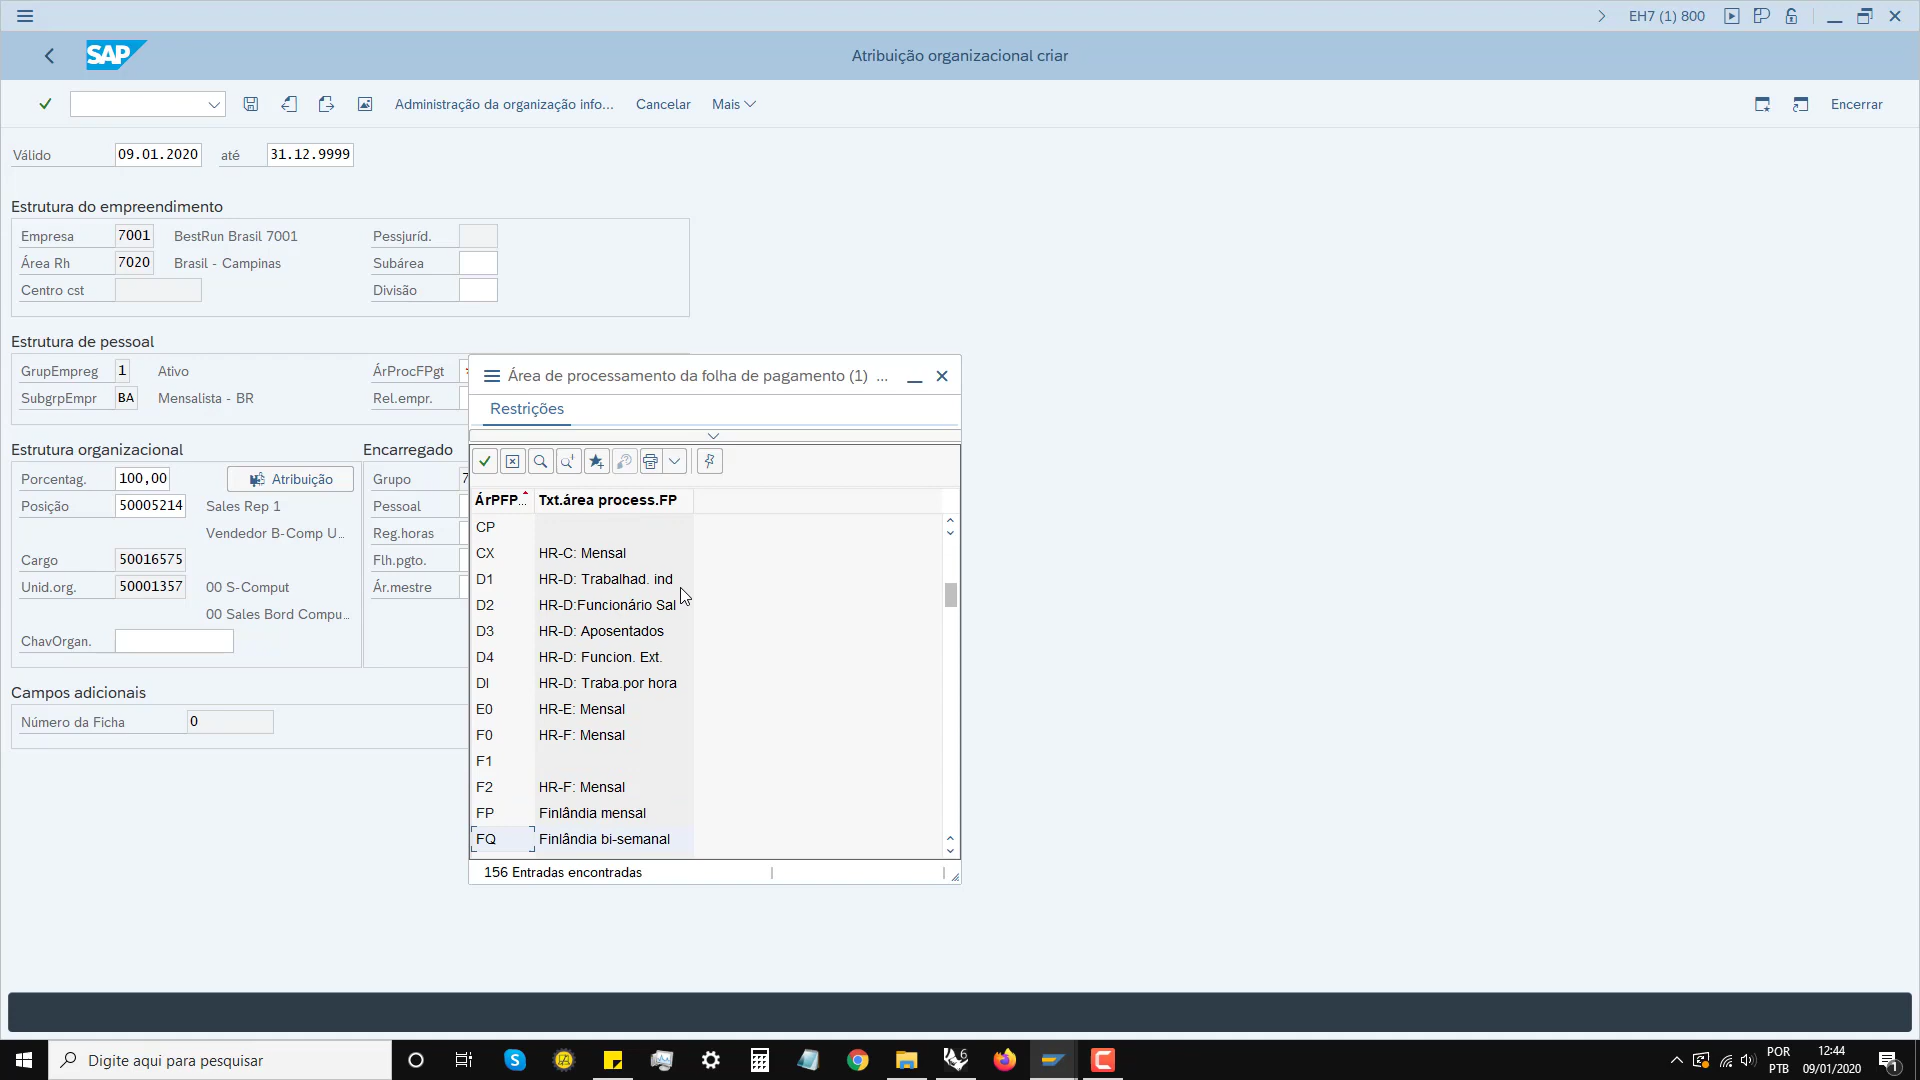 EH7 (1) 800
SAP
Atribuição organizacional criar
Administração da organização info...
Cancelar
Mais
Encerrar
Válido 09.01.2020 até 31.12.9999
Estrutura do empreendimento
Empresa 7001 BestRun Brasil 7001 Pessjuríd.
Área Rh 7020 Brasil - Campinas Subárea
Centro cst Divisão
Estrutura de pessoal
GrupEmpreg 1 Ativo ÁrProcFPgt *
SubgrpEmpr BA Mensalista - BR Rel.empr.
Estrutura organizacional
Porcentag. 100,00 Atribuição
Posição 50005214 Sales Rep 1
Vendedor B-Comp U...
Cargo 50016575
Unid.org. 50001357 00 S-Comput
00 Sales Bord Compu...
ChavOrgan.
Encarregado
Grupo 7
Pessoal
Reg.horas
Flh.pgto.
Ár.mestre
Campos adicionais
Número da Ficha 0
Área de processamento da folha de pagamento (1) ...
Restrições
ÁrPFP... Txt.área process.FP
CP
CX HR-C: Mensal
D1 HR-D: Trabalhad. ind
D2 HR-D:Funcionário Sal
D3 HR-D: Aposentados
D4 HR-D: Funcion. Ext.
DI HR-D: Traba.por hora
E0 HR-E: Mensal
F0 HR-F: Mensal
F1
F2 HR-F: Mensal
FP Finlândia mensal
FQ Finlândia bi-semanal
156 Entradas encontradas
Digite aqui para pesquisar
POR
PTB
12:44
09/01/2020
1